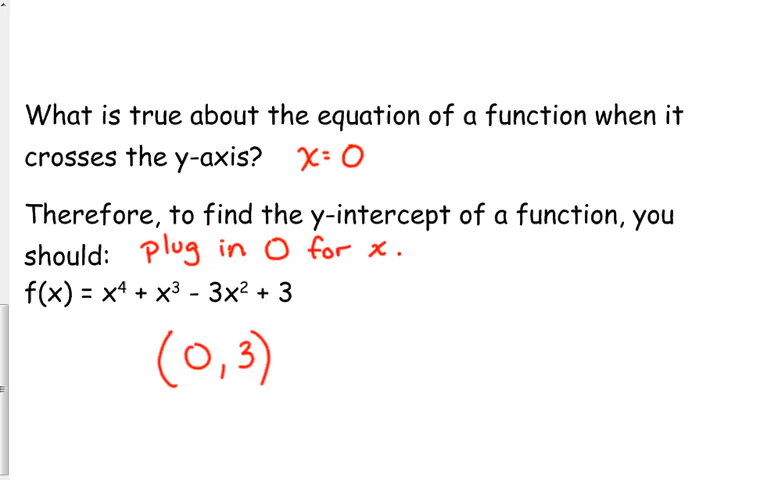 What is true about the equation of a function when it
crosses the y-axis? x=0
Therefore, to find the y-intercept of a function, you
should: plug in 0 for x.
f(x) = x⁴ + x³ - 3x² + 3
(0,3)